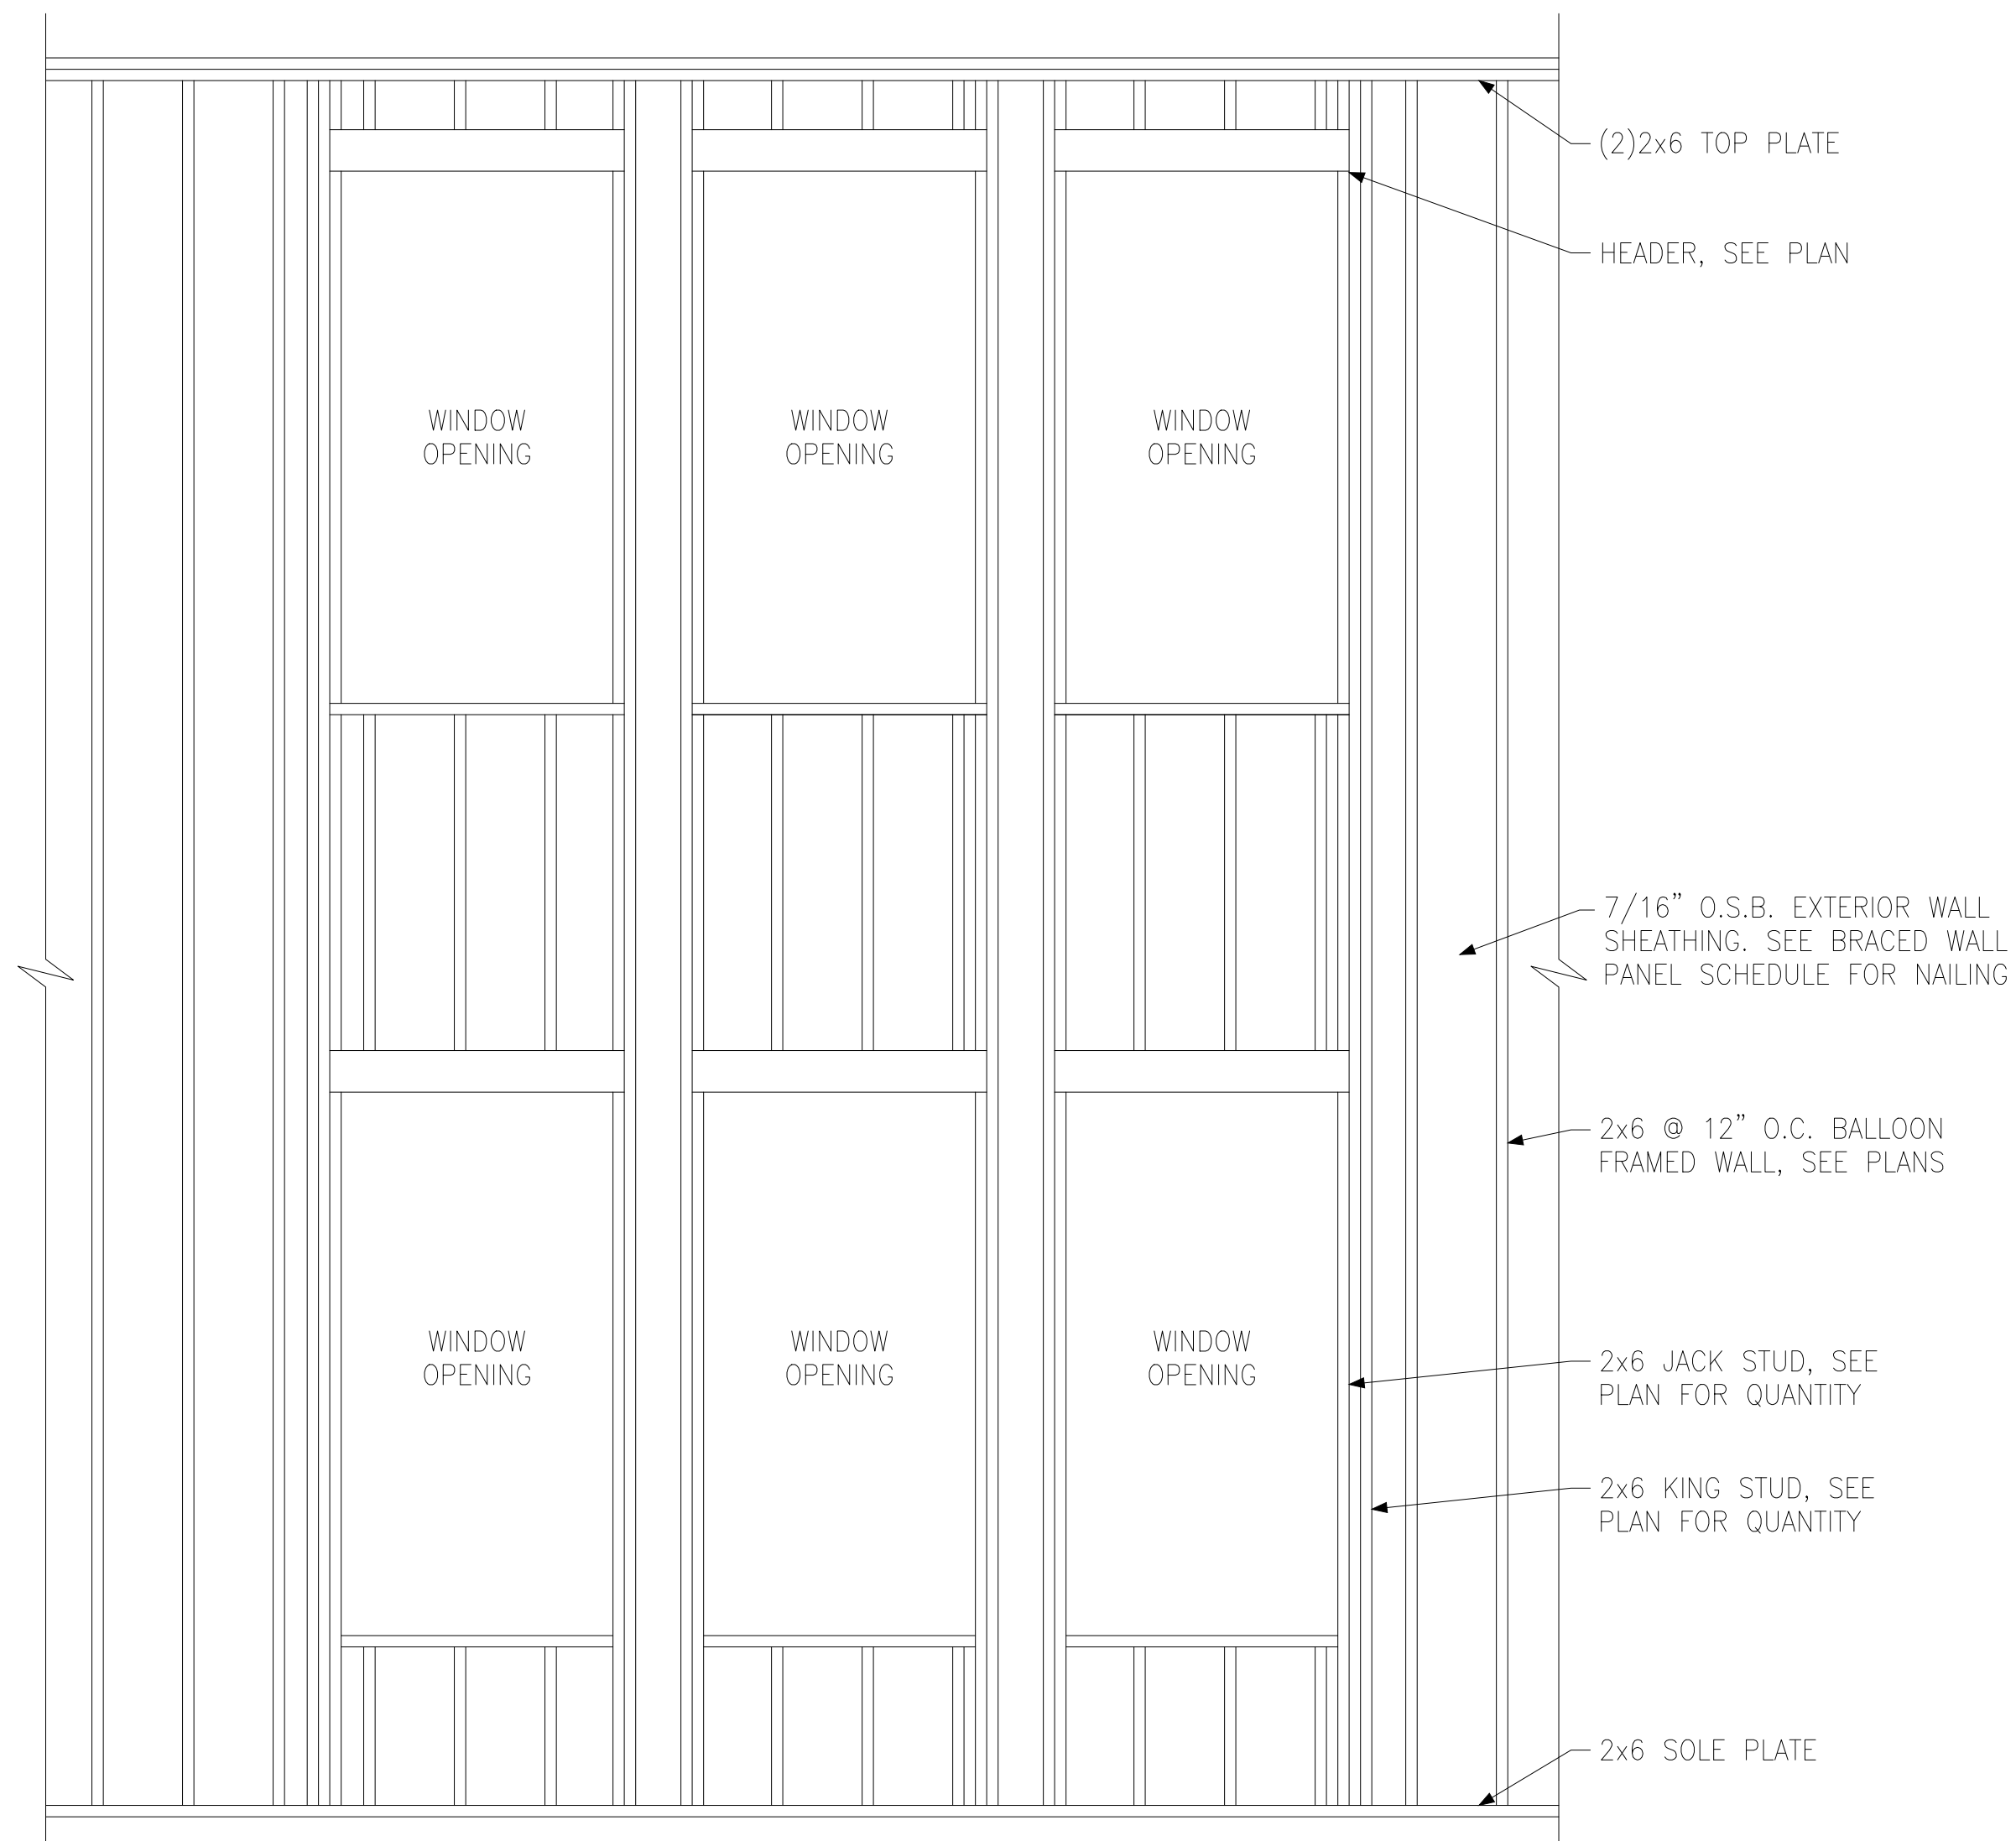 (2)2x6 TOP PLATE
HEADER, SEE PLAN
WINDOW
OPENING
WINDOW
OPENING
WINDOW
OPENING
7/16” O.S.B. EXTERIOR WALL
SHEATHING. SEE BRACED WALL
PANEL SCHEDULE FOR NAILING
2x6 @ 12” O.C. BALLOON
FRAMED WALL, SEE PLANS
WINDOW
OPENING
WINDOW
OPENING
WINDOW
OPENING
2x6 JACK STUD, SEE
PLAN FOR QUANTITY
2x6 KING STUD, SEE
PLAN FOR QUANTITY
2x6 SOLE PLATE